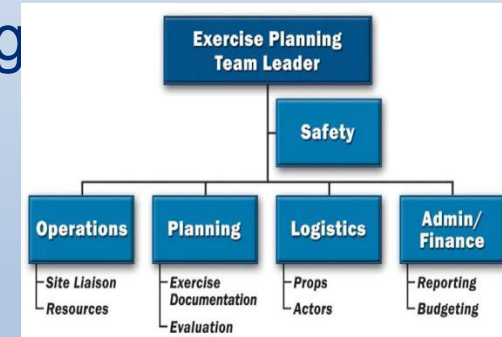 g
Exercise Planning
Team Leader
Safety
Operations
Planning
Logistics
Admin/
Finance
Site Liaison
Resources
Exercise
Documentation
Evaluation
Props
Actors
Reporting
Budgeting